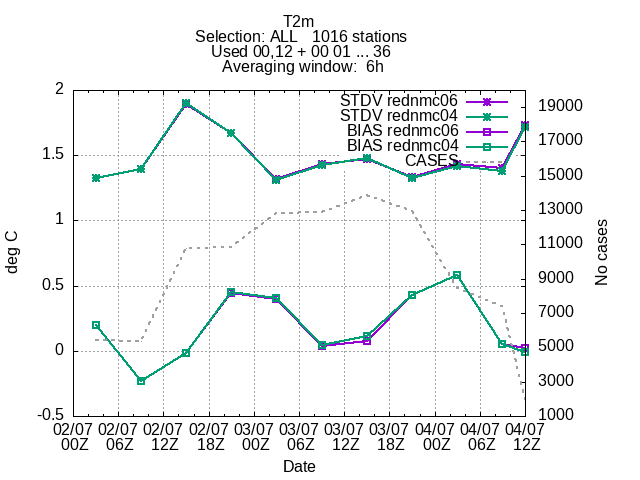 T2m
Selection: ALL   1016 stations
Used 00,12 + 00 01 ... 36
Averaging window:  6h
STDV rednmc06
STDV rednmc04
BIAS rednmc06
BIAS rednmc04
CASES
2
1.5
1
0.5
0
-0.5
deg C
19000
17000
15000
13000
11000
9000
7000
5000
3000
1000
No cases
02/07 02/07 02/07 02/07 03/07 03/07 03/07 03/07 04/07 04/07 04/07
00Z 06Z 12Z 18Z 00Z 06Z 12Z 18Z 00Z 06Z 12Z
Date